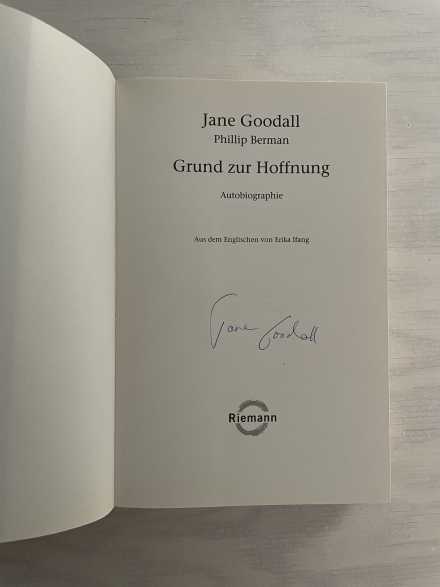 Jane Goodall
Phillip Berman
Grund zur Hoffnung
Autobiographie
Aus dem Englischen von Erika Ifang
Jane Goodall
Riemann